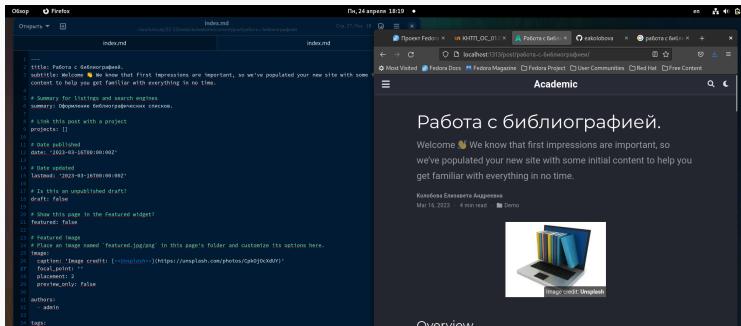 Обзор Firefox Пн, 24 апреля 18:19 en
Открыть index.md
index.md index.md
---
title: Работа с библиографией.
subtitle: Welcome 👋 We know that first impressions are important, so we've populated your new site with some
content to help you get familiar with everything in no time.
# Summary for listings and search engines
summary: Оформление библиографических списков.
# Link this post with a project
projects: []
# Date published
date: '2023-03-16T00:00:00Z'
# Date updated
lastmod: '2023-03-16T00:00:00Z'
# Is this an unpublished draft?
draft: false
# Show this page in the Featured widget?
featured: false
# Featured image
# Place an image named `featured.jpg/png` in this page's folder and customize its options here.
image:
caption: 'Image credit: [**Unsplash**](https://unsplash.com/photos/CpkOjOcXdUY)'
focal_point: ''
placement: 2
preview_only: false
authors:
- admin
tags:
Проект Fedora КНТП_ОС_01 Работа с библи eakolobova работа с библ
localhost:1313/post/работа-с-библиографией/
Most Visited Fedora Docs Fedora Magazine Fedora Project User Communities Red Hat Free Content
Academic
Работа с библиографией.
Welcome 👋 We know that first impressions are important, so
we've populated your new site with some initial content to help you
get familiar with everything in no time.
Колобова Елизавета Андреевна
Mar 16, 2023 · 4 min read · Demo
Image credit: Unsplash
Overview